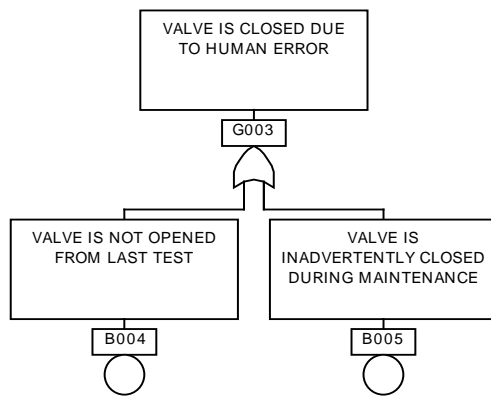 VALVE IS CLOSED DUE
TO HUMAN ERROR
G003
VALVE IS NOT OPENED
FROM LAST TEST
VALVE IS
INADVERTENTLY CLOSED
DURING MAINTENANCE
B004
B005